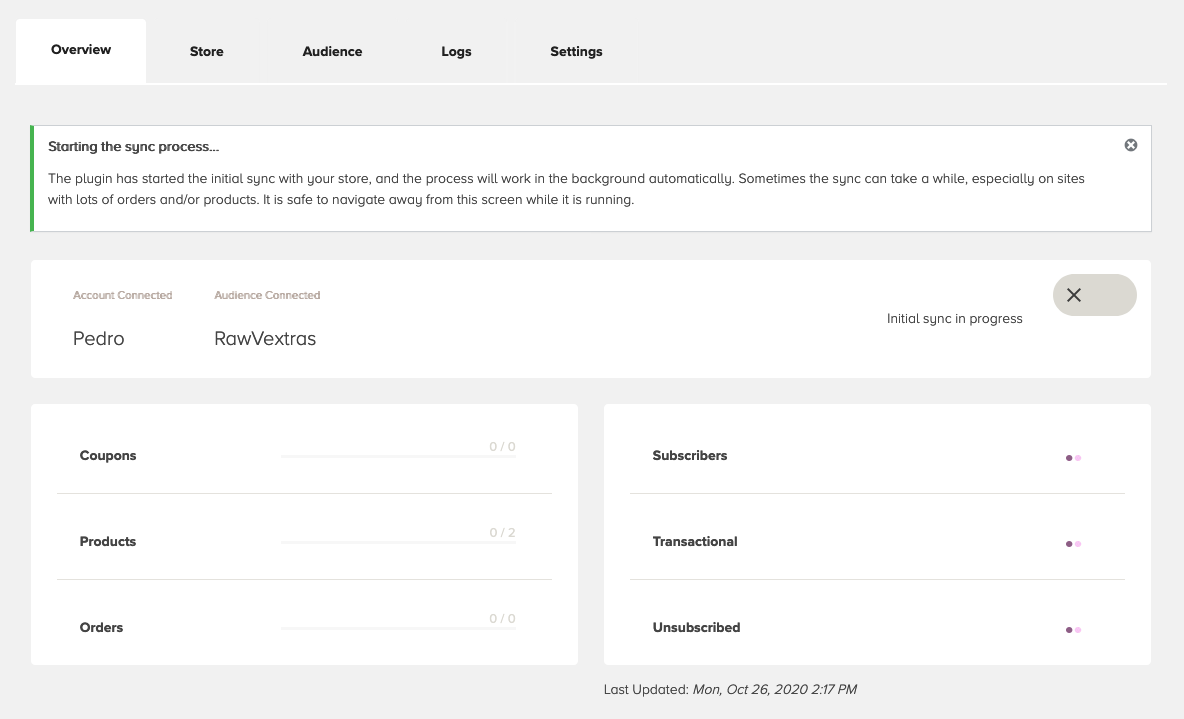 Overview
Store
Audience
Logs
Settings
Starting the sync process...
The plugin has started the initial sync with your store, and the process will work in the background automatically. Sometimes the sync can take a while, especially on sites
with lots of orders and/or products. It is safe to navigate away from this screen while it is running.
Account Connected
Audience Connected
Pedro
RawVextras
Initial sync in progress
Coupons
0 / 0
Products
0 / 2
Orders
0 / 0
Subscribers
Transactional
Unsubscribed
Last Updated: Mon, Oct 26, 2020 2:17 PM